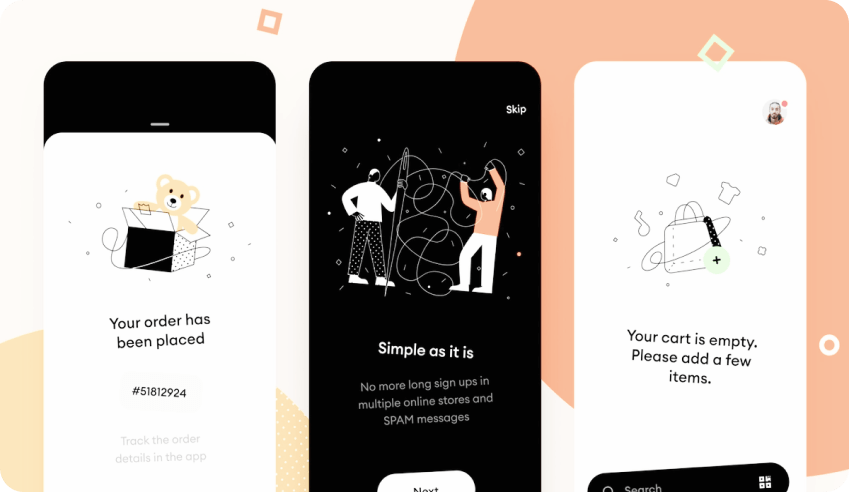 Your order has
been placed
#51812924
Track the order
details in the app
Skip
Simple as it is
No more long sign ups in
multiple online stores and
SPAM messages
Next
Your cart is empty.
Please add a few
items.
Search